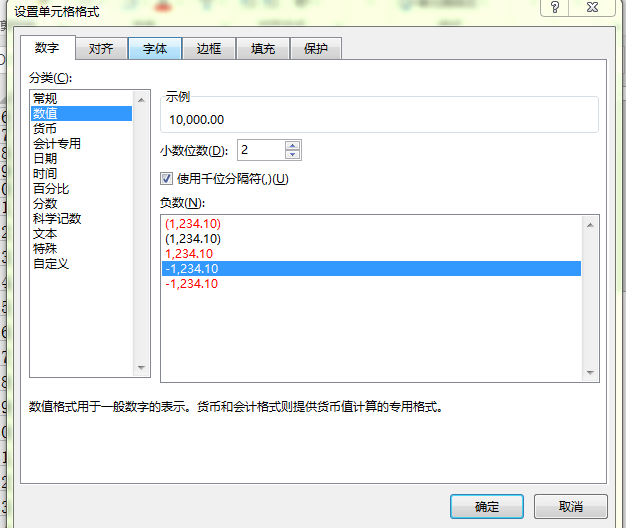 设置单元格格式
数字 对齐 字体 边框 填充 保护
分类(C):
常规
数值
货币
会计专用
日期
时间
百分比
分数
科学记数
文本
特殊
自定义
示例
10,000.00
小数位数(D): 2
使用千位分隔符(,)(U)
负数(N):
(1,234.10)
(1,234.10)
1,234.10
-1,234.10
-1,234.10
数值格式用于一般数字的表示。货币和会计格式则提供货币值计算的专用格式。
确定 取消